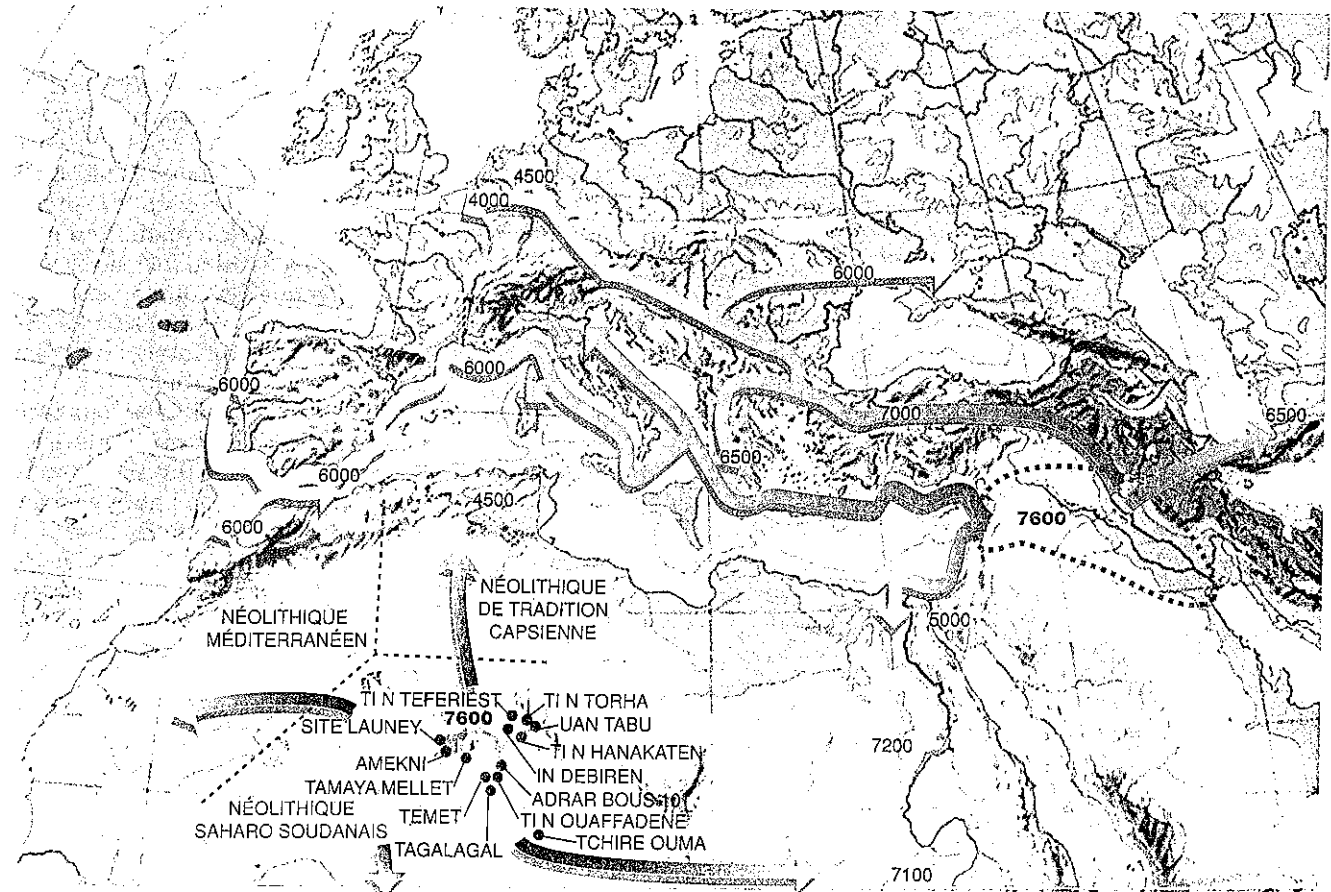 4500
4000
6000
6000
6000
7000
6500
6500
6000
4500
6000
7600
NÉOLITHIQUE
DE TRADITION
CAPSIENNE
NÉOLITHIQUE
MÉDITERRANÉEN
5000
TI N TEFERIEST
TI N TORHA
7600
UAN TABU
SITE LAUNEY
TI N HANAKATEN
7200
AMEKNI
IN DEBIREN
TAMAYA MELLET
ADRAR BOUS 10
NÉOLITHIQUE
SAHARO SOUDANAIS
TEMET
TI N OUAFFADENE
TAGALAGAL
TCHIRE OUMA
7100